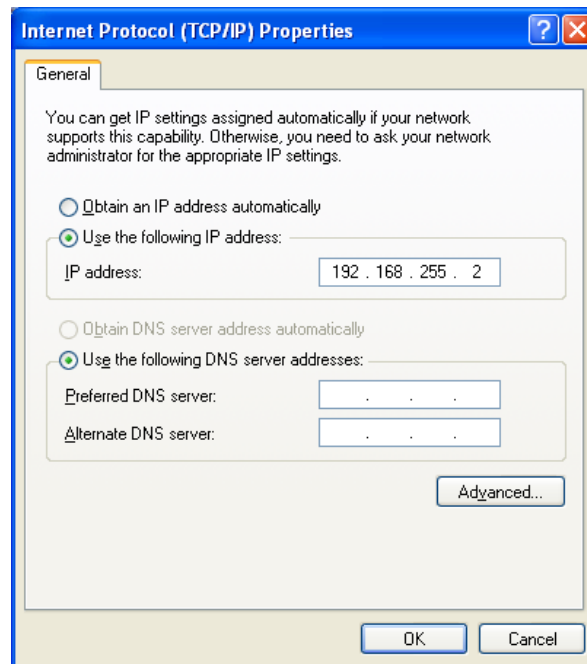 Internet Protocol (TCP/IP) Properties
General
You can get IP settings assigned automatically if your network
supports this capability. Otherwise, you need to ask your network
administrator for the appropriate IP settings.
Obtain an IP address automatically
Use the following IP address:
IP address: 192 . 168 . 255 . 2
Obtain DNS server address automatically
Use the following DNS server addresses:
Preferred DNS server: . . .
Alternate DNS server: . . .
Advanced...
OK Cancel